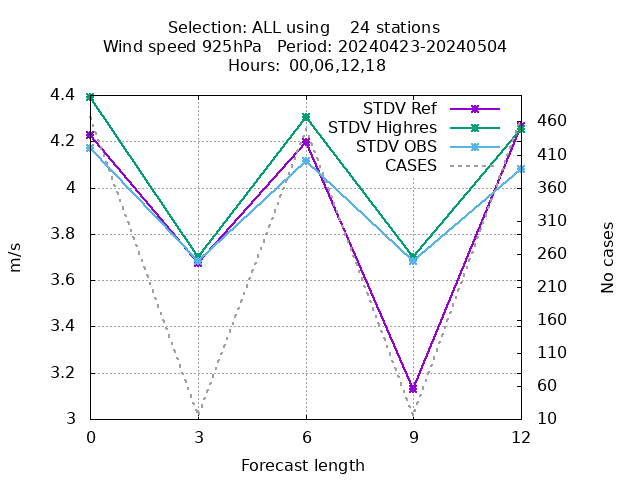 Selection: ALL using    24 stations
Wind speed 925hPa   Period: 20240423-20240504
Hours: 00,06,12,18
STDV Ref
STDV Highres
STDV OBS
CASES
4.4
4.2
4
3.8
3.6
3.4
3.2
3
m/s
460
410
360
310
260
210
160
110
60
10
No cases
0 3 6 9 12
Forecast length